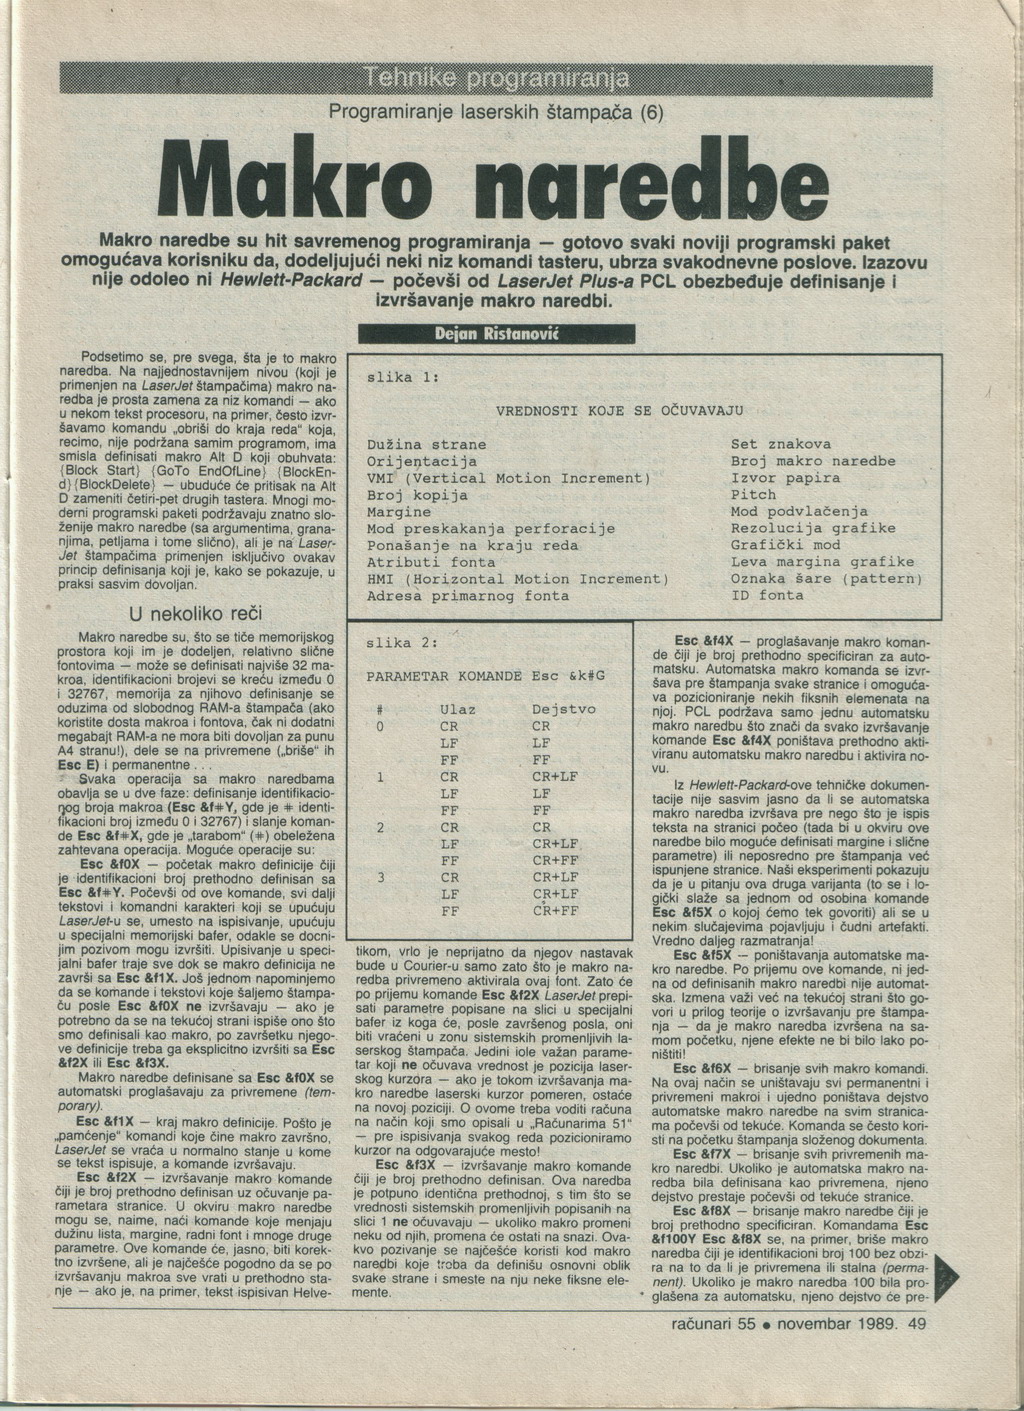 Tehnike programiranja
Programiranje laserskih štampača (6)
Makro naredbe
Makro naredbe su hit savremenog programiranja — gotovo svaki noviji programski paket
omogućava korisniku da, dodeljujući neki niz komandi tasteru, ubrza svakodnevne poslove. Izazovu
nije odoleo ni Hewlett-Packard — počevši od LaserJet Plus-a PCL obezbeđuje definisanje i
izvršavanje makro naredbi.
Dejan Ristanović
Podsetimo se, pre svega, šta je to makro
naredba. Na najjednostavnijem nivou (koji je
primenjen na LaserJet štampačima) makro na-
redba je prosta zamena za niz komandi — ako
u nekom tekst procesoru, na primer, često izvr-
šavamo komandu „obriši do kraja reda" koja,
recimo, nije podržana samim programom, ima
smisla definisati makro Alt D koji obuhvata:
{Block Start} {GoTo EndOfLine} {BlockEn-
d}{BlockDelete} — ubuduće će pritisak na Alt
D zameniti četiri-pet drugih tastera. Mnogi mo-
derni programski paketi podržavaju znatno slo-
ženije makro naredbe (sa argumentima, grana-
njima, petljama i tome slično), ali je na Laser-
Jet štampačima primenjen isključivo ovakav
princip definisanja koji je, kako se pokazuje, u
praksi sasvim dovoljan.
U nekoliko reči
Makro naredbe su, što se tiče memorijskog
prostora koji im je dodeljen, relativno slične
fontovima — može se definisati najviše 32 ma-
kroa, identifikacioni brojevi se kreću između 0
i 32767, memorija za njihovo definisanje se
oduzima od slobodnog RAM-a štampača (ako
koristite dosta makroa i fontova, čak ni dodatni
megabajt RAM-a ne mora biti dovoljan za punu
A4 stranu!), dele se na privremene („briše" ih
Esc E) i permanentne . . .
Svaka operacija sa makro naredbama
obavlja se u dve faze: definisanje identifikacio-
nog broja makroa (Esc &f#Y, gde je # identi-
fikacioni broj između 0 i 32767) i slanje koman-
de Esc &f#X, gde je „tarabom" (#) obeležena
zahtevana operacija. Moguće operacije su:
Esc &f0X — početak makro definicije čiji
je identifikacioni broj prethodno definisan sa
Esc &f#Y. Počevši od ove komande, svi dalji
tekstovi i komandni karakteri koji se upućuju
LaserJet-u se, umesto na ispisivanje, upućuju
u specijalni memorijski bafer, odakle se docni-
jim pozivom mogu izvršiti. Upisivanje u speci-
jalni bafer traje sve dok se makro definicija ne
završi sa Esc &f1X. Još jednom napominjemo
da se komande i tekstovi koje šaljemo štampa-
ču posle Esc &f0X ne izvršavaju — ako je
potrebno da se na tekućoj strani ispiše ono što
smo definisali kao makro, po završetku njego-
ve definicije treba ga eksplicitno izvršiti sa Esc
&f2X ili Esc &f3X.
Makro naredbe definisane sa Esc &f0X se
automatski proglašavaju za privremene (tem-
porary).
Esc &f1X — kraj makro definicije. Pošto je
„pamćenje" komandi koje čine makro završno,
LaserJet se vraća u normalno stanje u kome
se tekst ispisuje, a komande izvršavaju.
Esc &f2X — izvršavanje makro komande
čiji je broj prethodno definisan uz očuvanje pa-
rametara stranice. U okviru makro naredbe
mogu se, naime, naći komande koje menjaju
dužinu lista, margine, radni font i mnoge druge
parametre. Ove komande će, jasno, biti korek-
tno izvršene, ali je najčešće pogodno da se po
izvršavanju makroa sve vrati u prethodno sta-
nje — ako je, na primer, tekst ispisivan Helve-
slika 1:
VREDNOSTI KOJE SE OČUVAVAJU
Dužina strane
Orijentacija
VMI (Vertical Motion Increment)
Broj kopija
Margine
Mod preskakanja perforacije
Ponašanje na kraju reda
Atributi fonta
HMI (Horizontal Motion Increment)
Adresa primarnog fonta
Set znakova
Broj makro naredbe
Izvor papira
Pitch
Mod podvlačenja
Rezolucija grafike
Grafički mod
Leva margina grafike
Oznaka šare (pattern)
ID fonta
slika 2:
PARAMETAR KOMANDE Esc &k#G
# Ulaz Dejstvo
0 CR CR
LF LF
FF FF
1 CR CR+LF
LF LF
FF FF
2 CR CR
LF CR+LF
FF CR+FF
3 CR CR+LF
LF CR+LF
FF CR+FF
tikom, vrlo je neprijatno da njegov nastavak
bude u Courier-u samo zato što je makro na-
redba privremeno aktivirala ovaj font. Zato će
po prijemu komande Esc &f2X LaserJet prepi-
sati parametre popisane na slici u specijalni
bafer iz koga će, posle završenog posla, oni
biti vraćeni u zonu sistemskih promenljivih la-
serskog štampača. Jedini iole važan parame-
tar koji ne očuvava vrednost je pozicija laser-
skog kurzora — ako je tokom izvršavanja ma-
kro naredbe laserski kurzor pomeren, ostaće
na novoj poziciji. O ovome treba voditi računa
na način koji smo opisali u „Računarima 51"
— pre ispisivanja svakog reda pozicioniramo
kurzor na odgovarajuće mesto!
Esc &f3X — izvršavanje makro komande
čiji je broj prethodno definisan. Ova naredba
je potpuno identična prethodnoj, s tim što se
vrednosti sistemskih promenljivih popisanih na
slici 1 ne očuvavaju — ukoliko makro promeni
neku od njih, promena će ostati na snazi. Ova-
kvo pozivanje se najčešće koristi kod makro
naredbi koje treba da definišu osnovni oblik
svake strane i smeste na nju neke fiksne ele-
mente.
Esc &f4X — proglašavanje makro koman-
de čiji je broj prethodno specificiran za auto-
matsku. Automatska makro komanda se izvr-
šava pre štampanja svake stranice i omoguća-
va pozicioniranje nekih fiksnih elemenata na
njoj. PCL podržava samo jednu automatsku
makro naredbu što znači da svako izvršavanje
komande Esc &f4X poništava prethodno akti-
viranu automatsku makro naredbu i aktivira no-
vu.
Iz Hewlett-Packard-ove tehničke dokumen-
tacije nije sasvim jasno da li se automatska
makro naredba izvršava pre nego što je ispis
teksta na stranici počeo (tada bi u okviru ove
naredbe bilo moguće definisati margine i slične
parametre) ili neposredno pre štampanja već
ispunjene stranice. Naši eksperimenti pokazuju
da je u pitanju ova druga varijanta (to se i lo-
gički slaže sa jednom od osobina komande
Esc &f5X o kojoj ćemo tek govoriti) ali se u
nekim slučajevima pojavljuju i čudni artefakti.
Vredno daljeg razmatranja!
Esc &f5X — poništavanja automatske ma-
kro naredbe. Po prijemu ove komande, ni jed-
na od definisanih makro naredbi nije automat-
ska. Izmena važi već na tekućoj strani što go-
vori u prilog teorije o izvršavanju pre štampa-
nja — da je makro naredba izvršena na sa-
mom početku, njene efekte ne bi bilo lako po-
ništiti!
Esc &f6X — brisanje svih makro komandi.
Na ovaj način se uništavaju svi permanentni i
privremeni makroi i ujedno poništava dejstvo
automatske makro naredbe na svim stranica-
ma počevši od tekuće. Komanda se često kori-
sti na početku štampanja složenog dokumenta.
Esc &f7X — brisanje svih privremenih ma-
kro naredbi. Ukoliko je automatska makro na-
redba bila definisana kao privremena, njeno
dejstvo prestaje počevši od tekuće stranice.
Esc &f8X — brisanje makro naredbe čiji je
broj prethodno specificiran. Komandama Esc
&f100Y Esc &f8X se, na primer, briše makro
naredba čiji je identifikacioni broj 100 bez obzi-
ra na to da li je privremena ili stalna (perma-
nent). Ukoliko je makro naredba 100 bila pro-
glašena za automatsku, njeno dejstvo će pre-
računari 55 • novembar 1989. 49